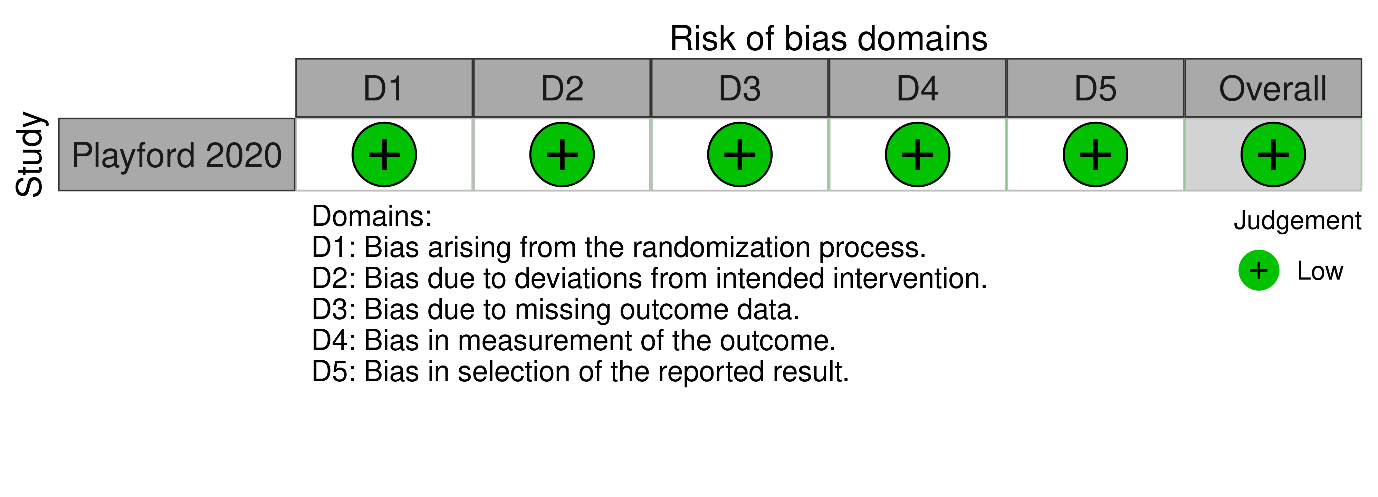 Risk of bias domains
D1 D2 D3 D4 D5 Overall
Study
Playford 2020 + + + + + +
Domains:
D1: Bias arising from the randomization process.
D2: Bias due to deviations from intended intervention.
D3: Bias due to missing outcome data.
D4: Bias in measurement of the outcome.
D5: Bias in selection of the reported result.
Judgement
+ Low